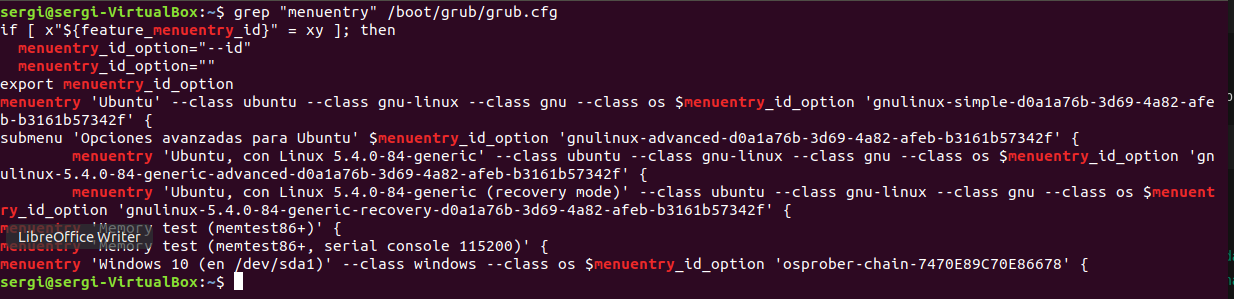 sergi@sergi-VirtualBox:~$ grep "menuentry" /boot/grub/grub.cfg
if [ x"${feature_menuentry_id}" = xy ]; then
  menuentry_id_option="--id"
  menuentry_id_option=""
export menuentry_id_option
menuentry 'Ubuntu' --class ubuntu --class gnu-linux --class gnu --class os $menuentry_id_option 'gnulinux-simple-d0a1a76b-3d69-4a82-afe
b-b3161b57342f' {
submenu 'Opciones avanzadas para Ubuntu' $menuentry_id_option 'gnulinux-advanced-d0a1a76b-3d69-4a82-afeb-b3161b57342f' {
        menuentry 'Ubuntu, con Linux 5.4.0-84-generic' --class ubuntu --class gnu-linux --class gnu --class os $menuentry_id_option 'gn
ulinux-5.4.0-84-generic-advanced-d0a1a76b-3d69-4a82-afeb-b3161b57342f' {
        menuentry 'Ubuntu, con Linux 5.4.0-84-generic (recovery mode)' --class ubuntu --class gnu-linux --class gnu --class os $menuent
ry_id_option 'gnulinux-5.4.0-84-generic-recovery-d0a1a76b-3d69-4a82-afeb-b3161b57342f' {
menuentry 'Memory test (memtest86+)' {
LibreOffice Writer
menuentry 'Memory test (memtest86+, serial console 115200)' {
menuentry 'Windows 10 (en /dev/sda1)' --class windows --class os $menuentry_id_option 'osprober-chain-7470E89C70E86678' {
sergi@sergi-VirtualBox:~$